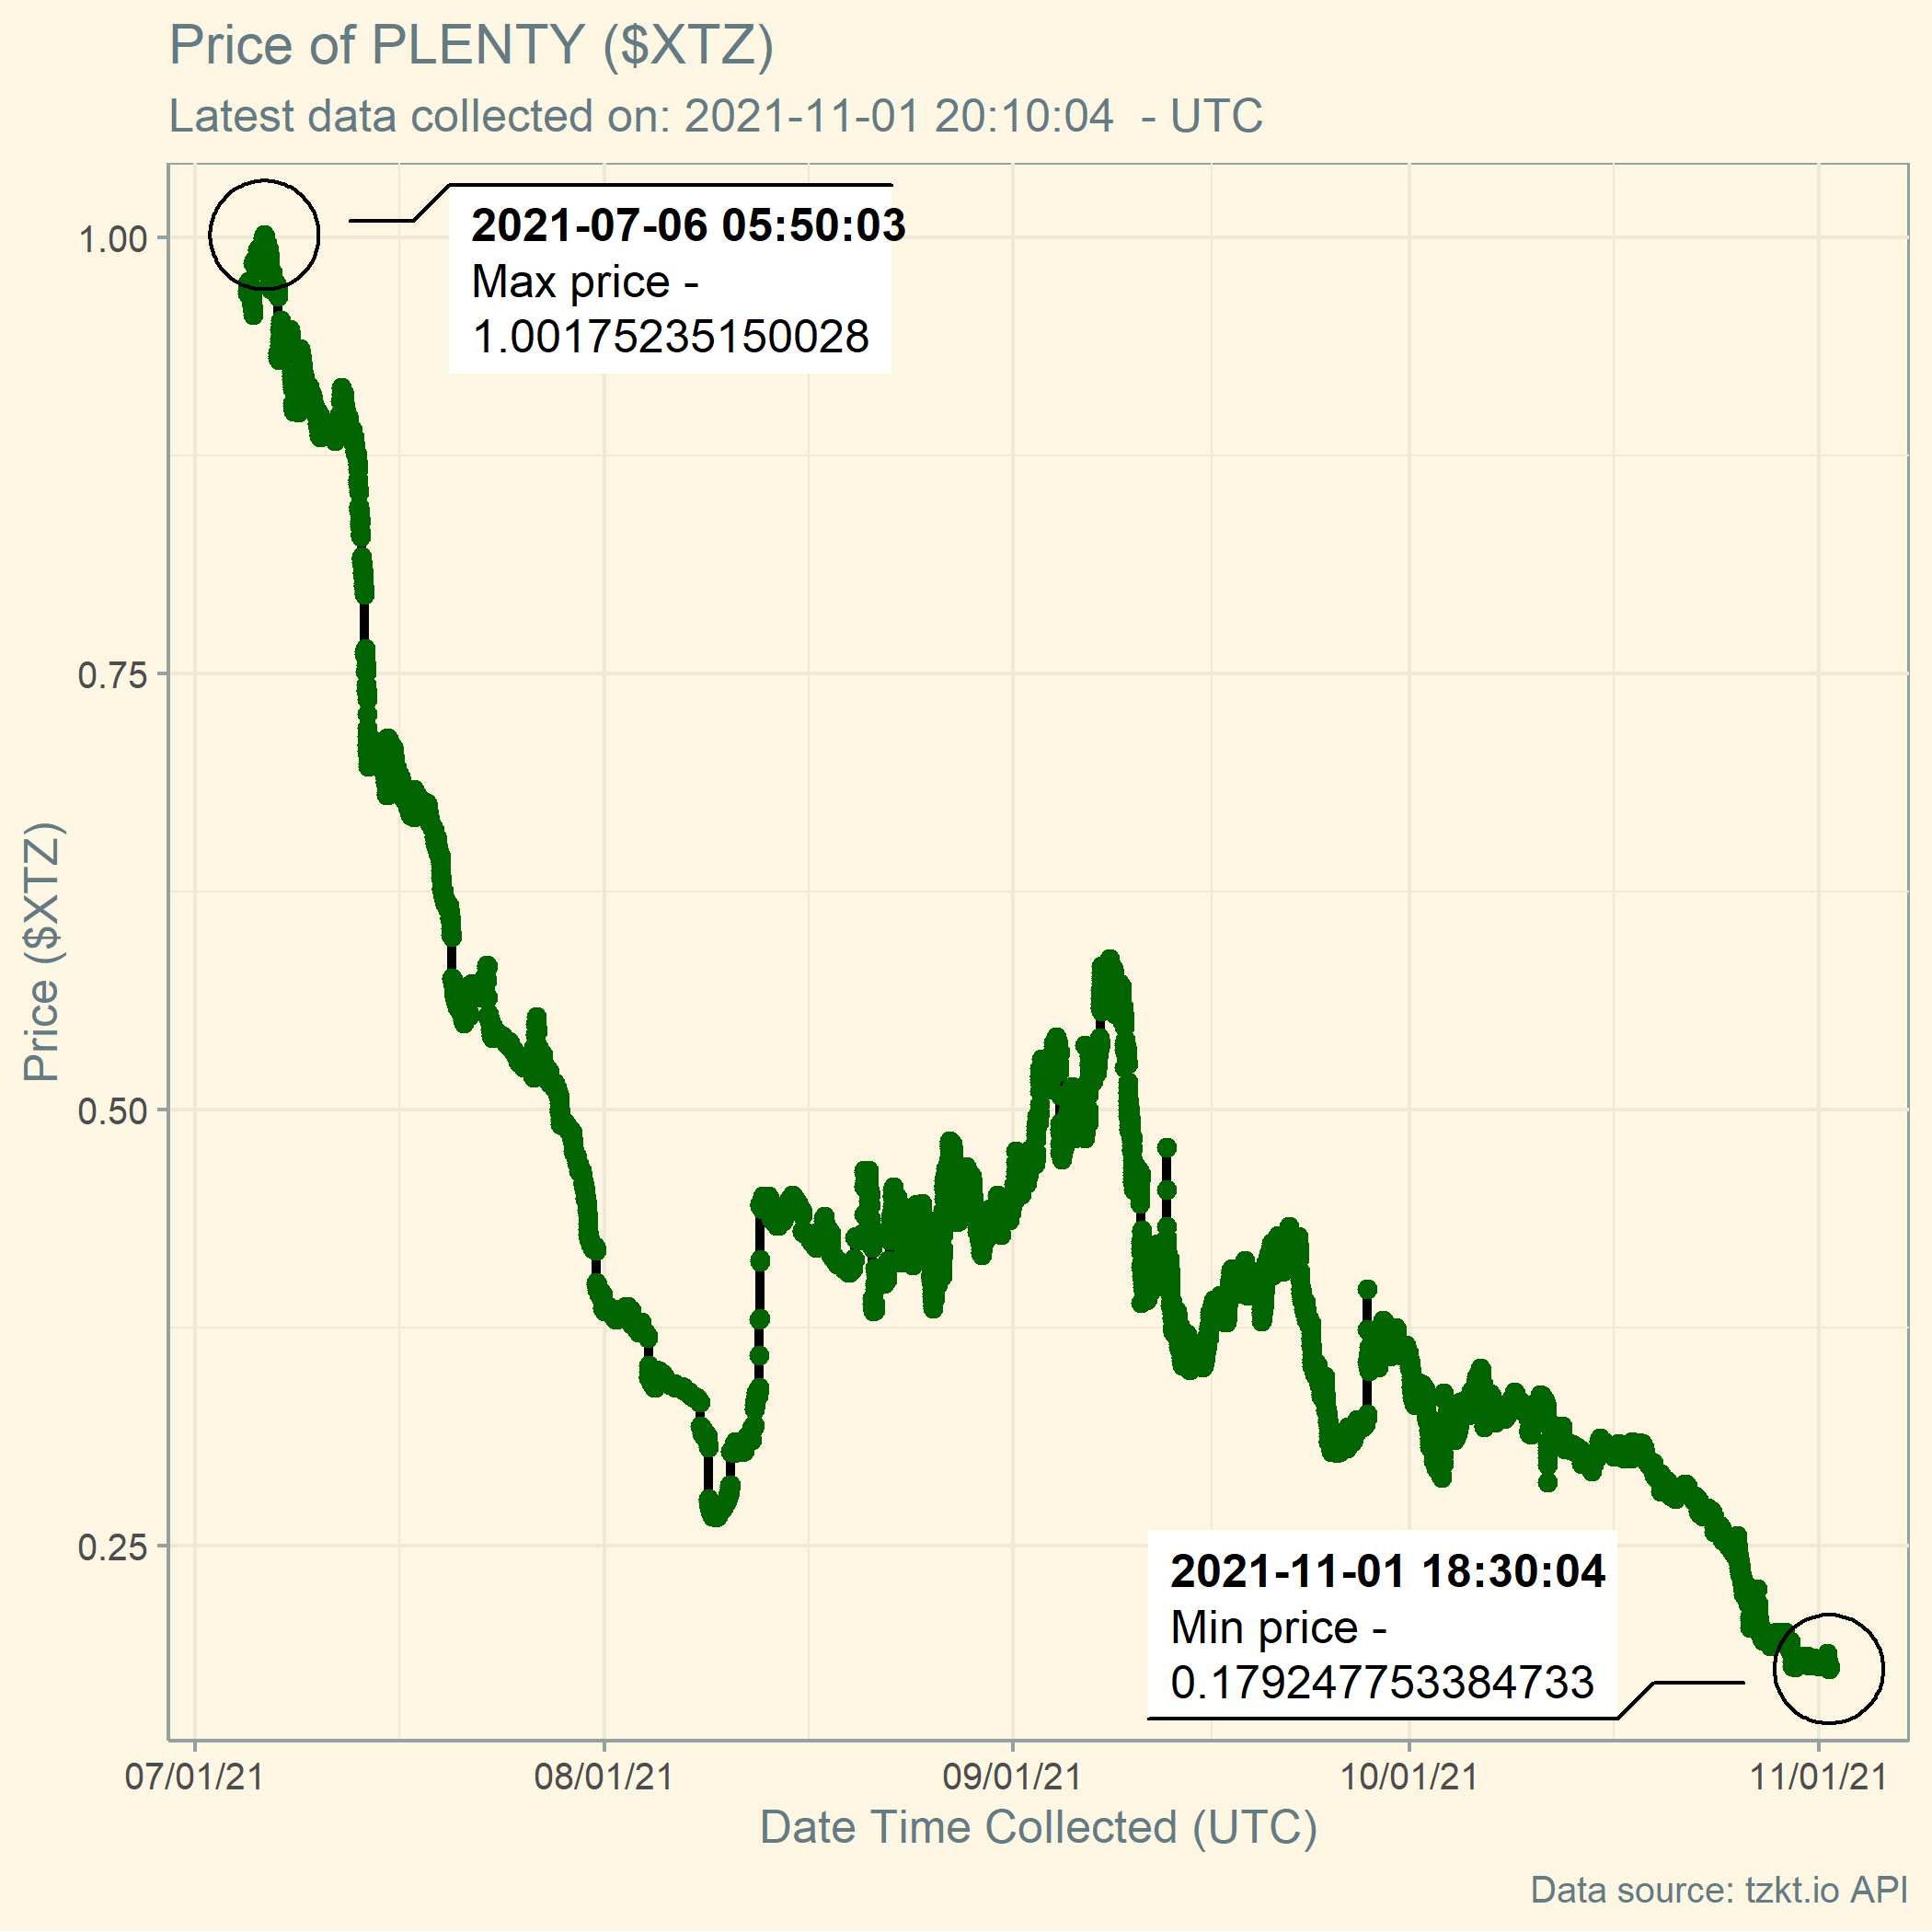 Price of PLENTY ($XTZ)
Latest data collected on: 2021-11-01 20:10:04  - UTC
2021-07-06 05:50:03
Max price -
1.00175235150028
1.00
0.75
0.50
0.25
Price ($XTZ)
2021-11-01 18:30:04
Min price -
0.179247753384733
07/01/21 08/01/21 09/01/21 10/01/21 11/01/21
Date Time Collected (UTC)
Data source: tzkt.io API